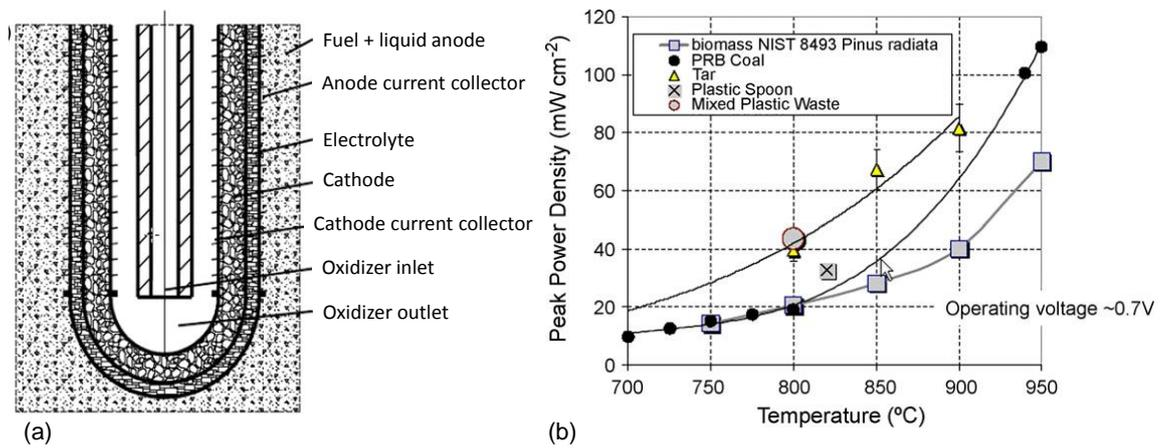 Fuel + liquid anode
Anode current collector
Electrolyte
Cathode
Cathode current collector
Oxidizer inlet
Oxidizer outlet
(a)
120
100
80
60
40
20
0
Peak Power Density (mW cm-2)
biomass NIST 8493 Pinus radiata
PRB Coal
Tar
Plastic Spoon
Mixed Plastic Waste
Operating voltage ~0.7V
700 750 800 850 900 950
Temperature (ºC)
(b)